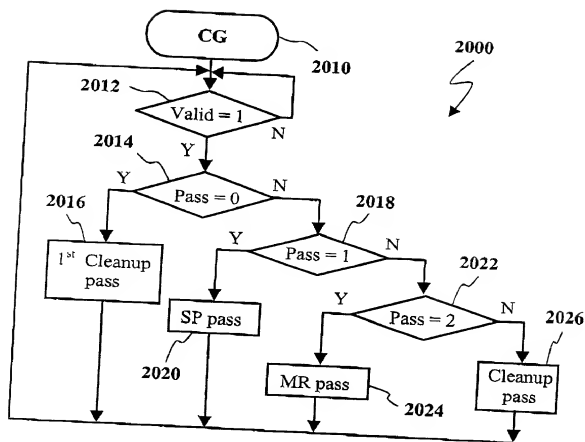 CG
2010
2000
2012
Valid = 1
N
Y
2014
Y
Pass = 0
N
2016
2018
1st Cleanup
pass
Y
Pass = 1
N
2022
SP pass
2020
Y
Pass = 2
N
2026
MR pass
2024
Cleanup
pass